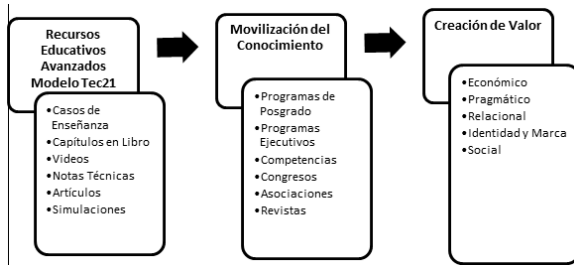 Recursos
Educativos
Avanzados
Modelo Tec21
•Casos de
Enseñanza
•Capítulos en Libro
•Videos
•Notas Técnicas
•Artículos
•Simulaciones
Movilización del
Conocimiento
•Programas de
Posgrado
•Programas
Ejecutivos
•Competencias
•Congresos
•Asociaciones
•Revistas
Creación de Valor
•Económico
•Pragmático
•Relacional
•Identidad y Marca
•Social